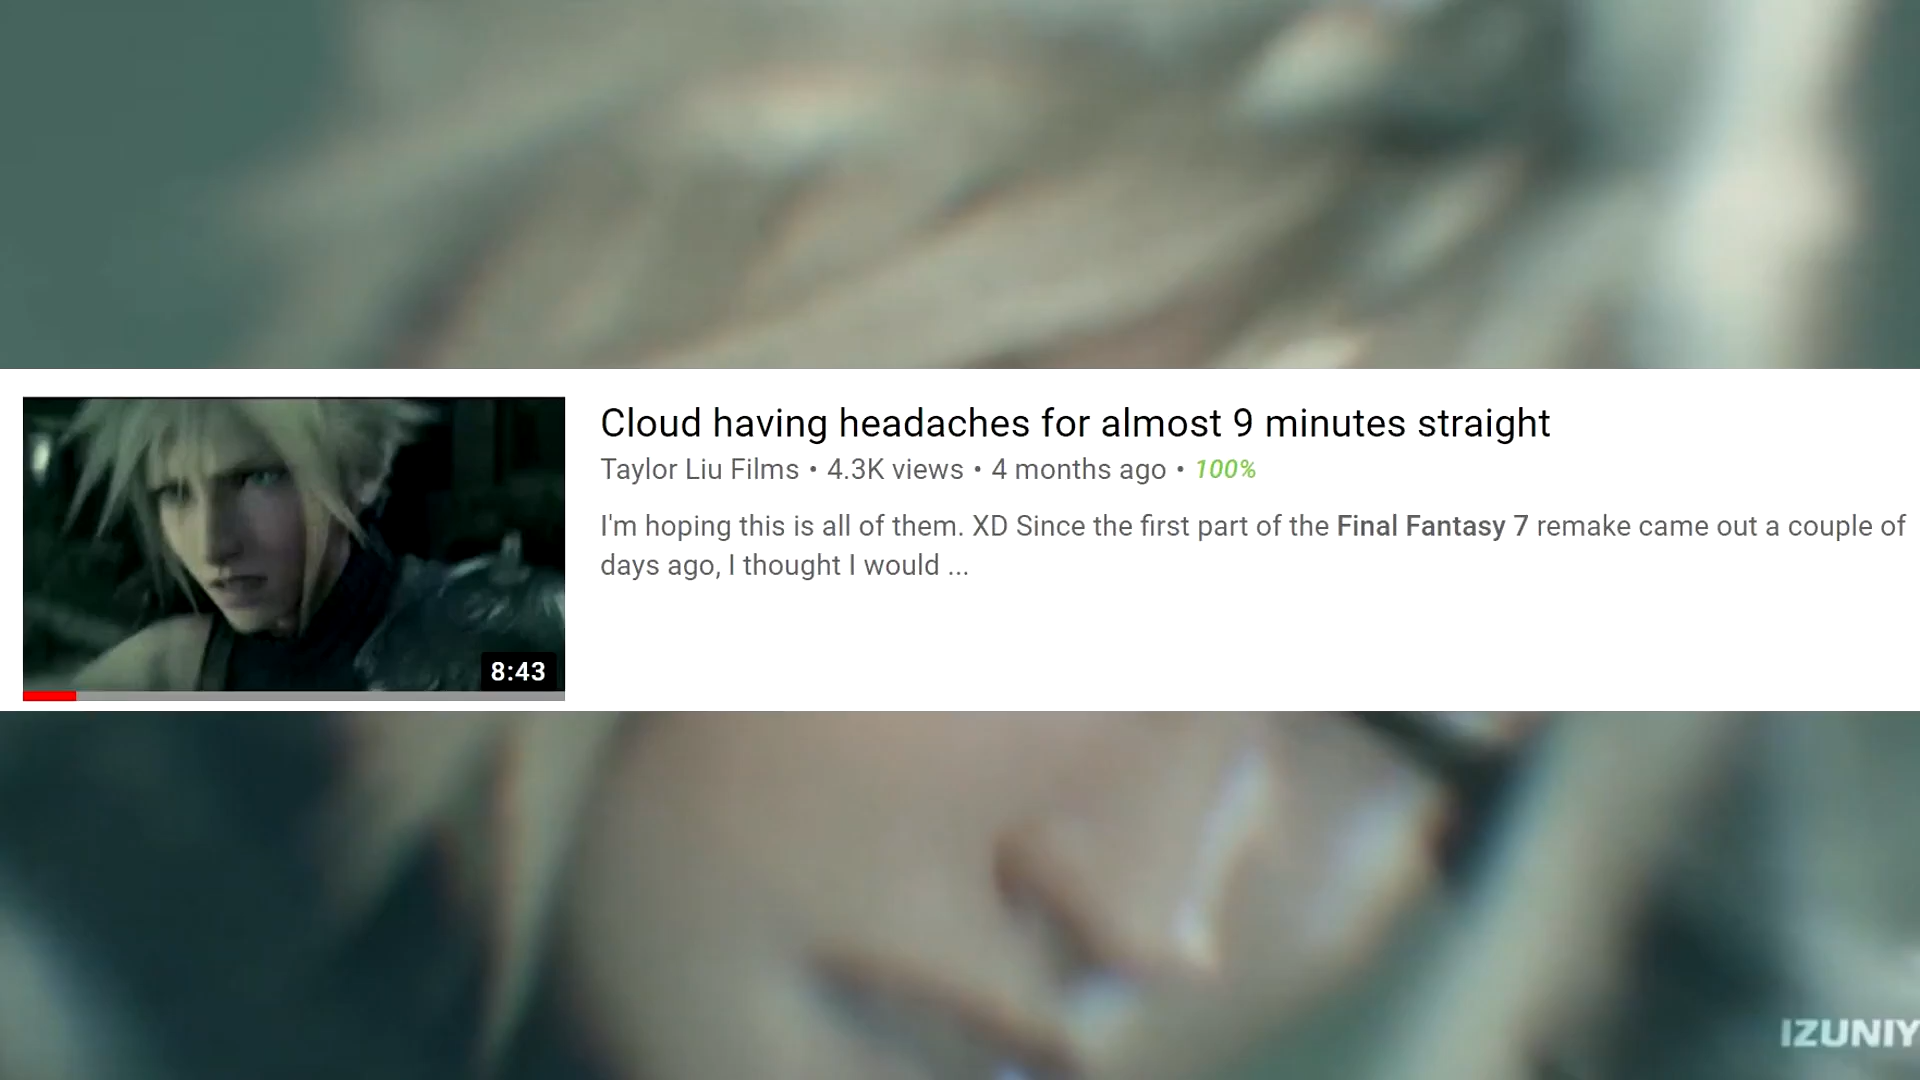 Cloud having headaches for almost 9 minutes straight
Taylor Liu Films • 4.3K views • 4 months ago • 100%
I'm hoping this is all of them. XD Since the first part of the Final Fantasy 7 remake came out a couple of
days ago, I thought I would ...
8:43
IZUNIY